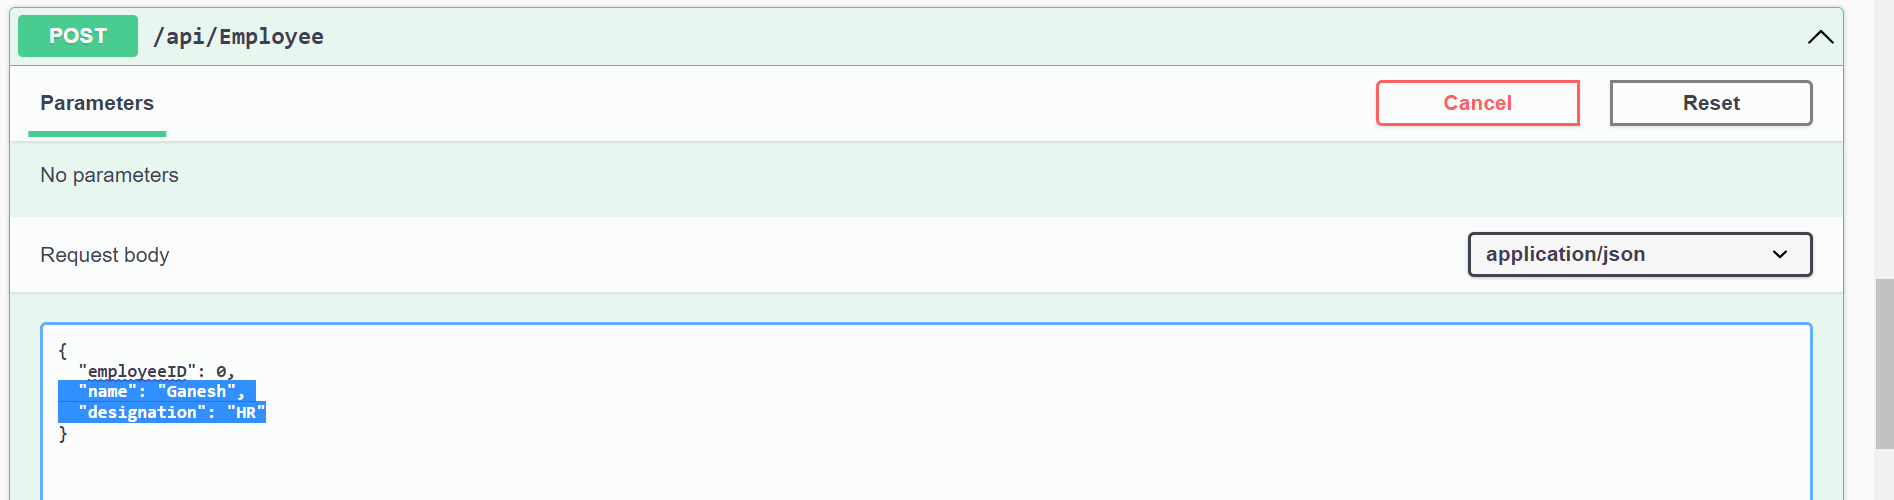 POST /api/Employee
Parameters
Cancel
Reset
No parameters
Request body
application/json
{
  "employeeID": 0,
  "name": "Ganesh",
  "designation": "HR"
}